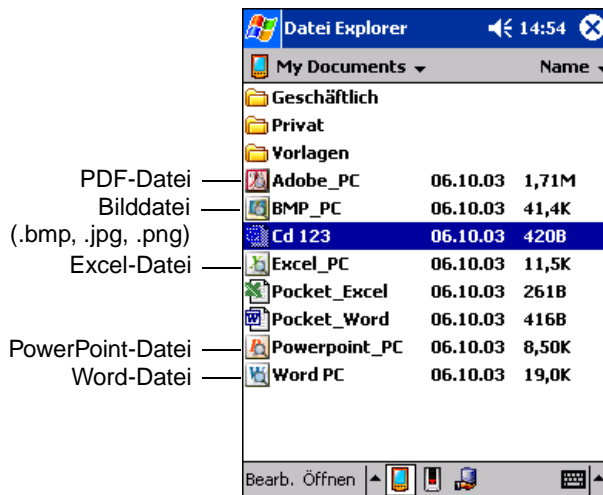 Datei Explorer 14:54
My Documents Name
Geschäftlich
Privat
Vorlagen
PDF-Datei Adobe_PC 06.10.03 1,71M
Bilddatei BMP_PC 06.10.03 41,4K
(.bmp, .jpg, .png) Cd 123 06.10.03 420B
Excel-Datei Excel_PC 06.10.03 11,5K
Pocket_Excel 06.10.03 261B
Pocket_Word 06.10.03 416B
PowerPoint-Datei Powerpoint_PC 06.10.03 8,50K
Word-Datei Word PC 06.10.03 19,0K
Bearb. Öffnen